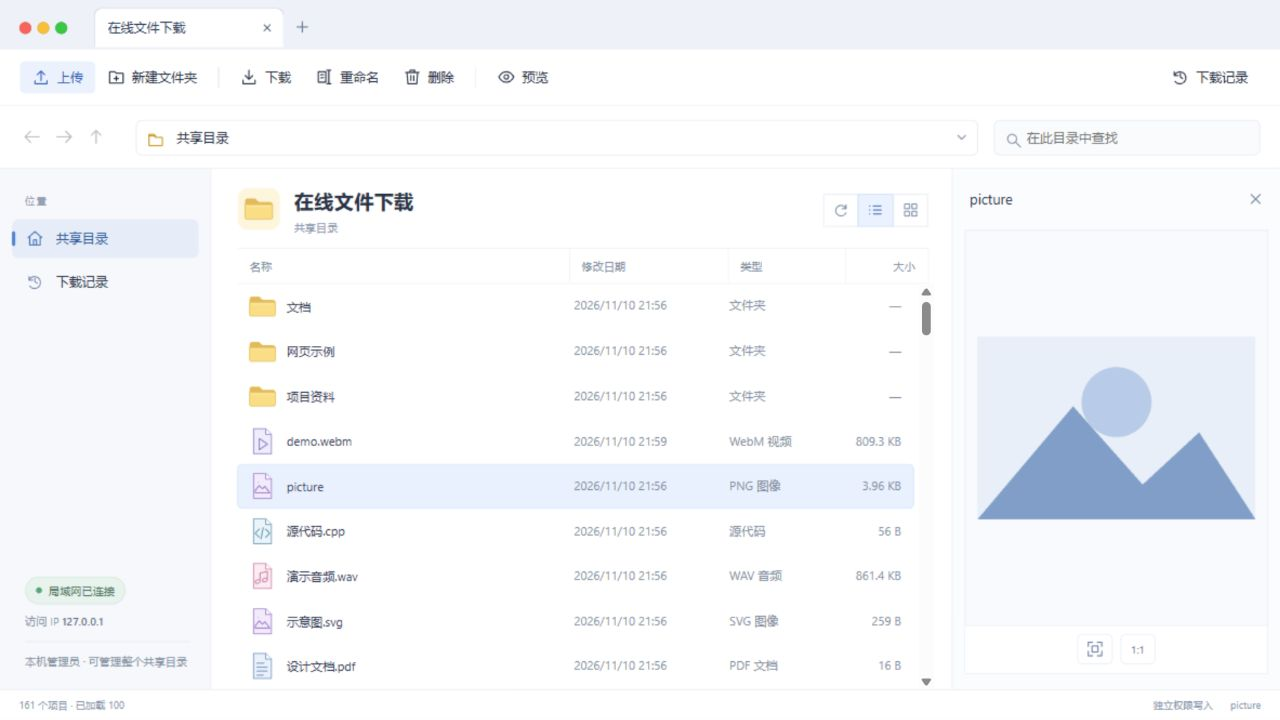 在线文件下载
上传 新建文件夹 下载 重命名 删除 预览 下载记录
共享目录 在此目录中查找
位置
共享目录
下载记录
局域网已连接
访问 IP 127.0.0.1
本机管理员 · 可管理整个共享目录
在线文件下载
共享目录
名称 修改日期 类型 大小
文档 2026/11/10 21:56 文件夹 —
网页示例 2026/11/10 21:56 文件夹 —
项目资料 2026/11/10 21:56 文件夹 —
demo.webm 2026/11/10 21:59 WebM 视频 809.3 KB
picture 2026/11/10 21:56 PNG 图像 3.96 KB
源代码.cpp 2026/11/10 21:56 源代码 56 B
演示音频.wav 2026/11/10 21:56 WAV 音频 861.4 KB
示意图.svg 2026/11/10 21:56 SVG 图像 259 B
设计文档.pdf 2026/11/10 21:56 PDF 文档 16 B
picture
1:1
161 个项目 · 已加载 100
独立权限写入 picture